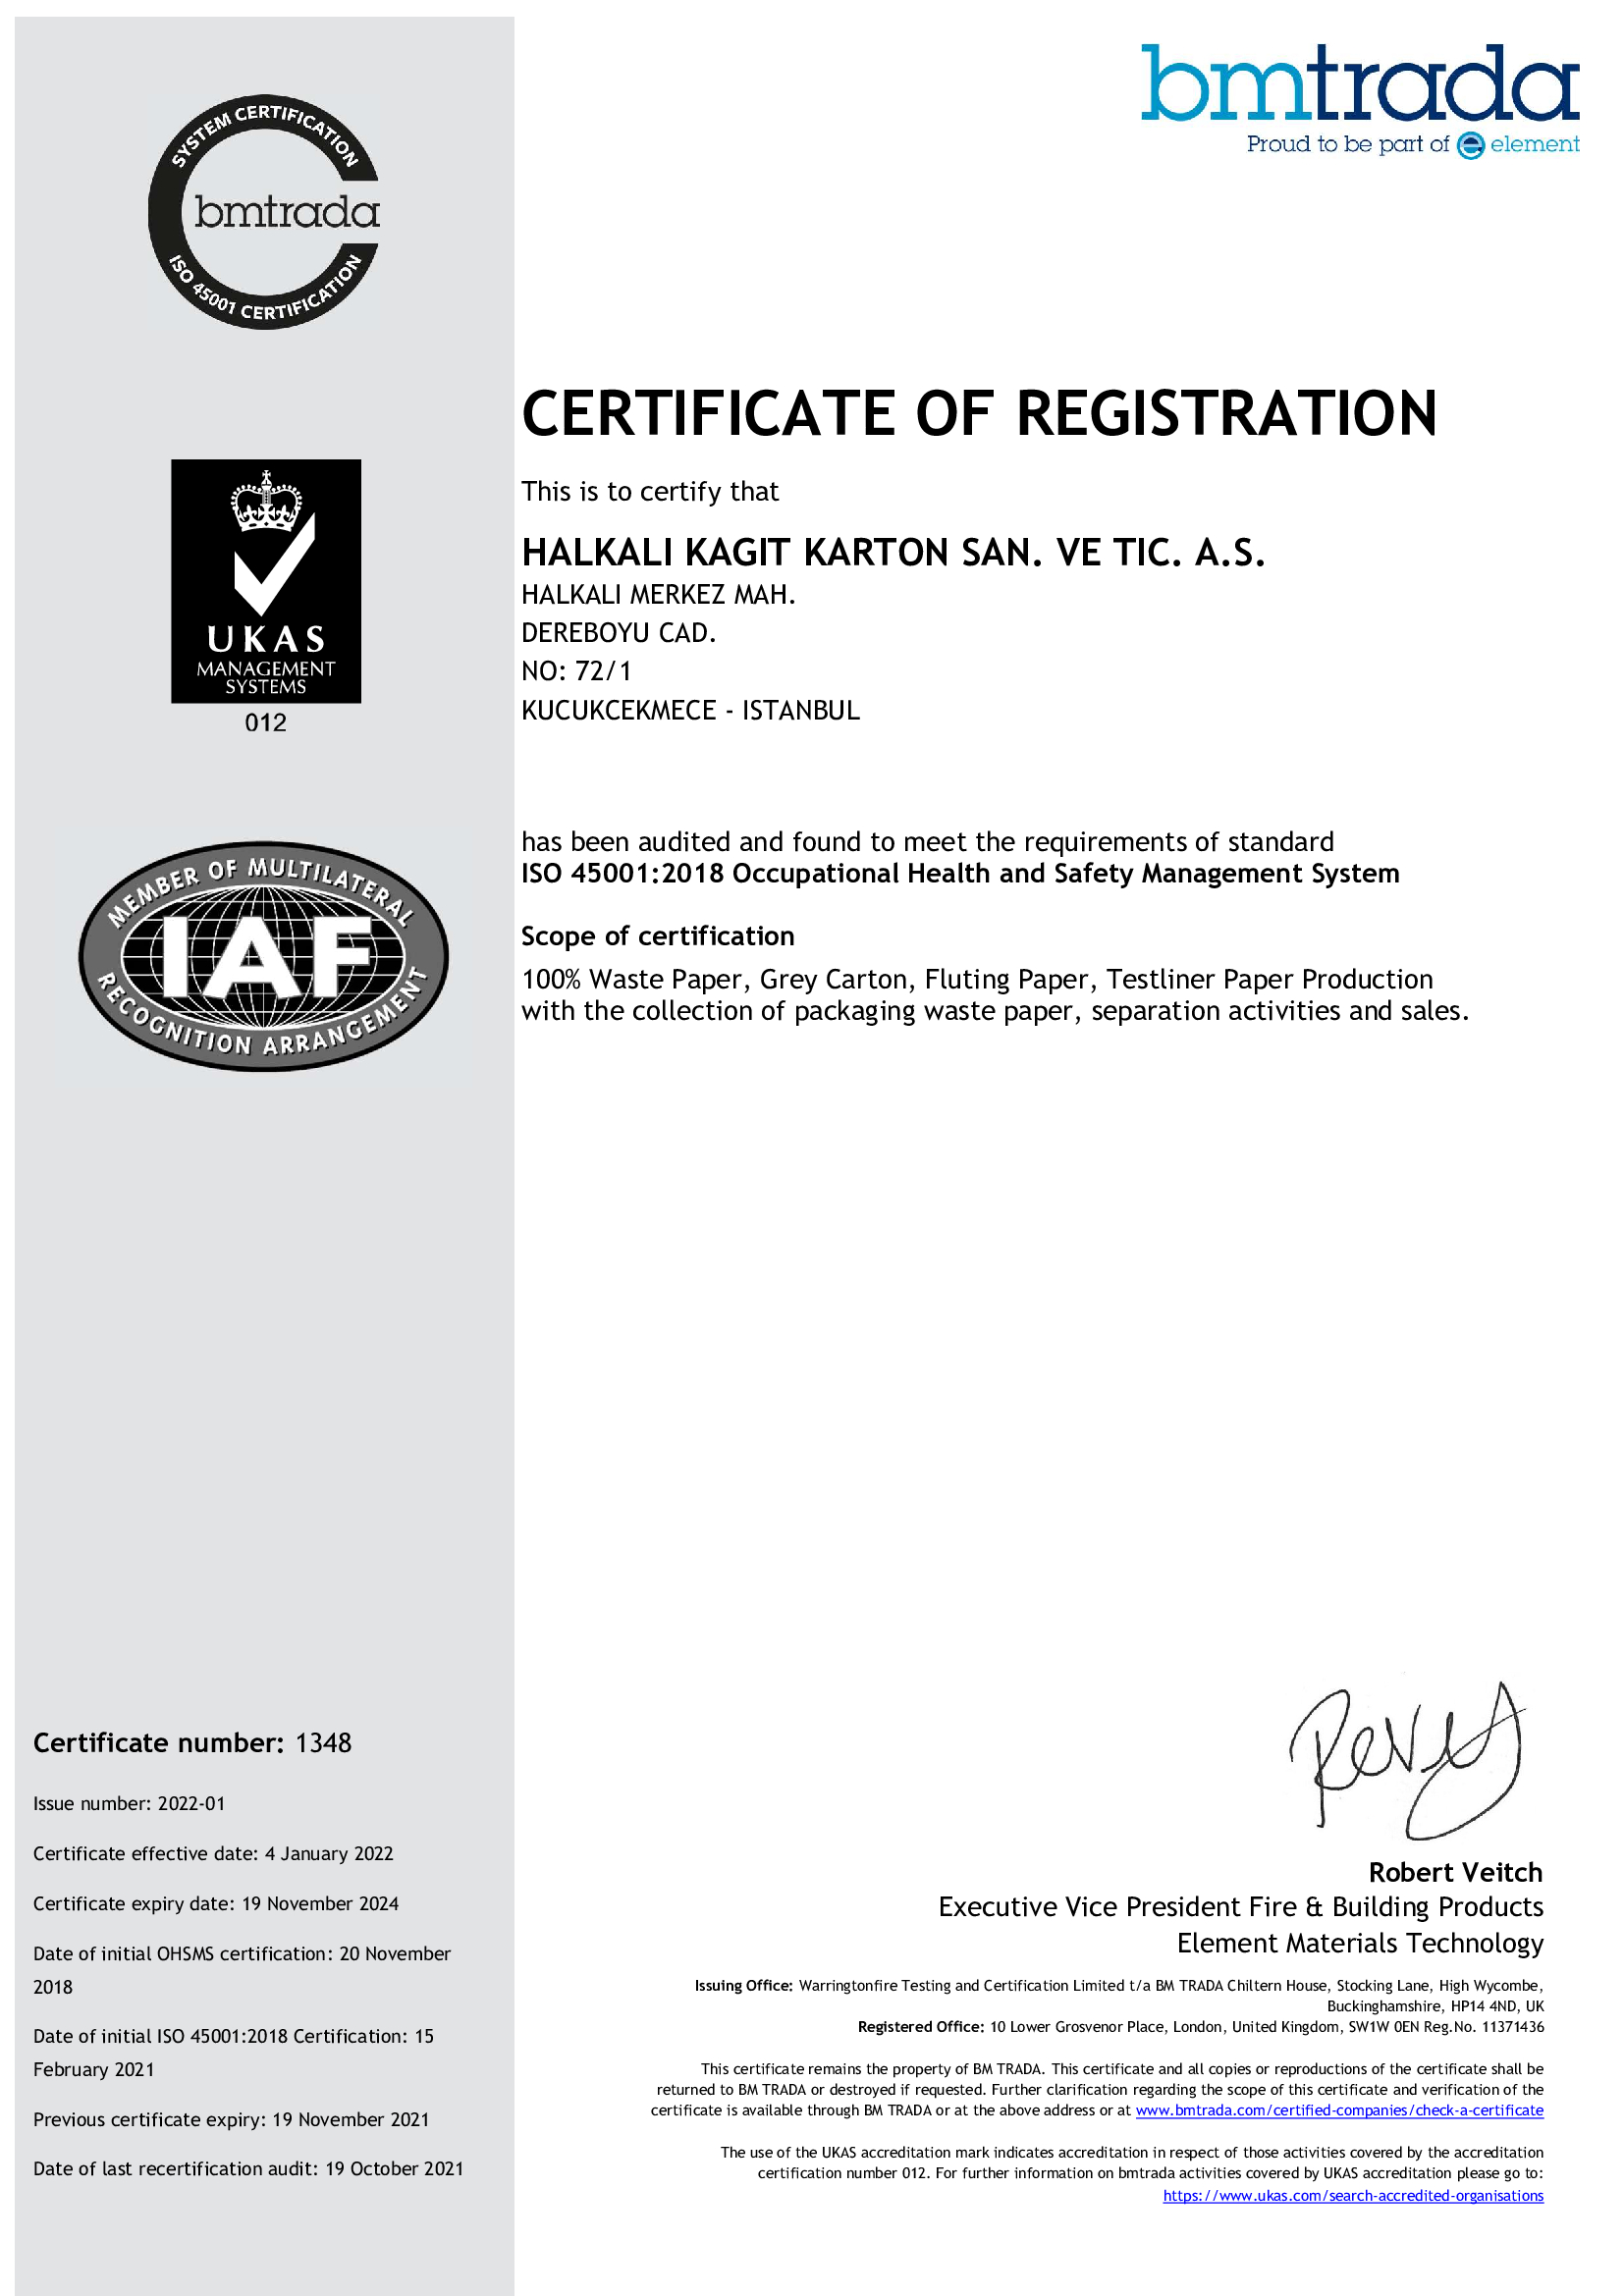 bmtrada
Proud to be part of element
SYSTEM CERTIFICATION
bmtrada
ISO 45001 CERTIFICATION
CERTIFICATE OF REGISTRATION
This is to certify that
HALKALI KAGIT KARTON SAN. VE TIC. A.S.
HALKALI MERKEZ MAH.
DEREBOYU CAD.
NO: 72/1
KUCUKCEKMECE - ISTANBUL
UKAS
MANAGEMENT
SYSTEMS
012
has been audited and found to meet the requirements of standard
ISO 45001:2018 Occupational Health and Safety Management System
Scope of certification
100% Waste Paper, Grey Carton, Fluting Paper, Testliner Paper Production
with the collection of packaging waste paper, separation activities and sales.
MEMBER OF MULTILATERAL
IAF
RECOGNITION ARRANGEMENT
Certificate number: 1348
Issue number: 2022-01
Certificate effective date: 4 January 2022
Certificate expiry date: 19 November 2024
Date of initial OHSMS certification: 20 November
2018
Date of initial ISO 45001:2018 Certification: 15
February 2021
Previous certificate expiry: 19 November 2021
Date of last recertification audit: 19 October 2021
Robert Veitch
Executive Vice President Fire & Building Products
Element Materials Technology
Issuing Office: Warringtonfire Testing and Certification Limited t/a BM TRADA Chiltern House, Stocking Lane, High Wycombe,
Buckinghamshire, HP14 4ND, UK
Registered Office: 10 Lower Grosvenor Place, London, United Kingdom, SW1W 0EN Reg.No. 11371436
This certificate remains the property of BM TRADA. This certificate and all copies or reproductions of the certificate shall be
returned to BM TRADA or destroyed if requested. Further clarification regarding the scope of this certificate and verification of the
certificate is available through BM TRADA or at the above address or at www.bmtrada.com/certified-companies/check-a-certificate
The use of the UKAS accreditation mark indicates accreditation in respect of those activities covered by the accreditation
certification number 012. For further information on bmtrada activities covered by UKAS accreditation please go to:
https://www.ukas.com/search-accredited-organisations